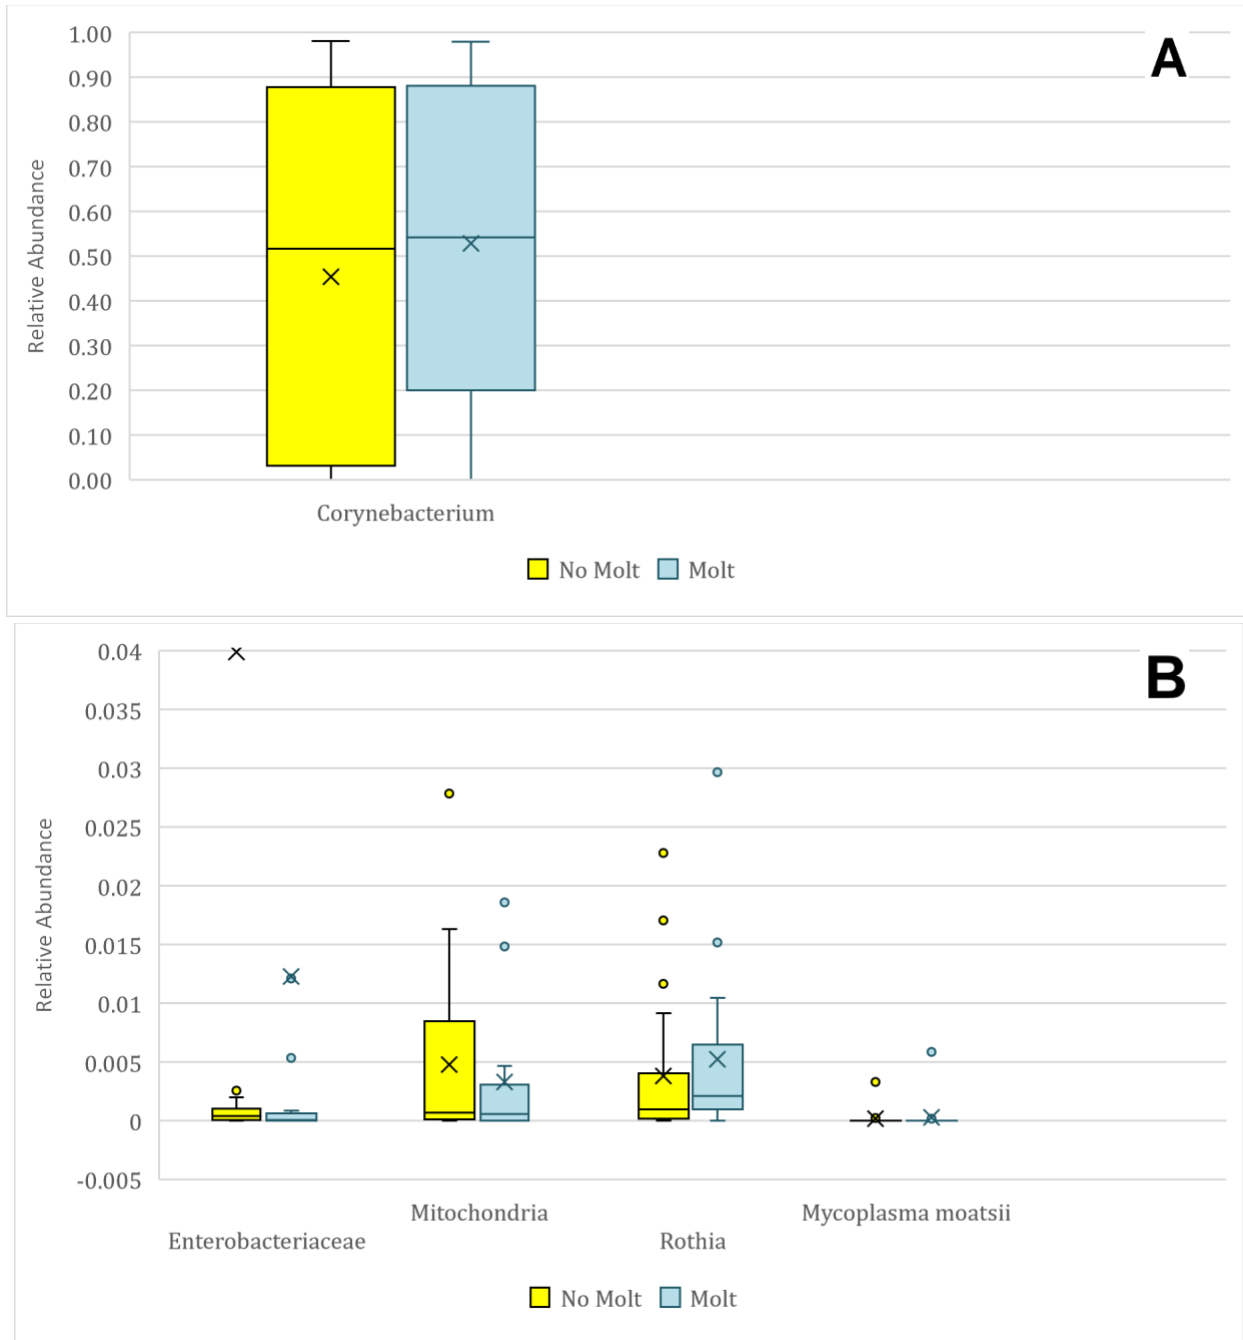 A
1.00
0.90
0.80
0.70
0.60
0.50
0.40
0.30
0.20
0.10
0.00
Relative Abundance
Corynebacterium
No Molt Molt
B
0.04
0.035
0.03
0.025
0.02
0.015
0.01
0.005
0
-0.005
Relative Abundance
Mitochondria Mycoplasma moatsii
Enterobacteriaceae Rothia
No Molt Molt